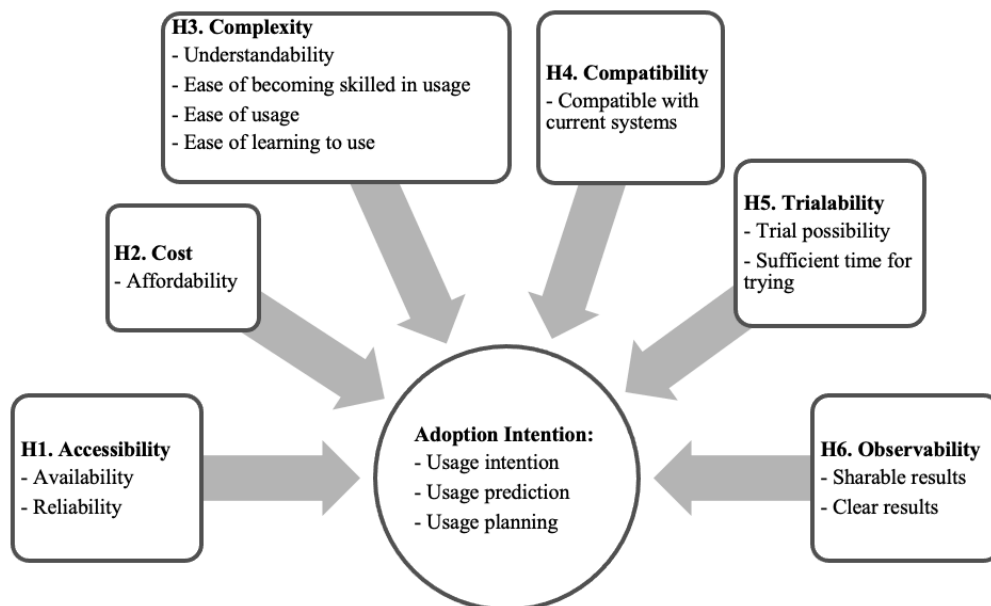 H3. Complexity
- Understandability
- Ease of becoming skilled in usage
- Ease of usage
- Ease of learning to use
H4. Compatibility
- Compatible with
current systems
H2. Cost
- Affordability
H5. Trialability
- Trial possibility
- Sufficient time for
trying
H1. Accessibility
- Availability
- Reliability
Adoption Intention:
- Usage intention
- Usage prediction
- Usage planning
H6. Observability
- Sharable results
- Clear results